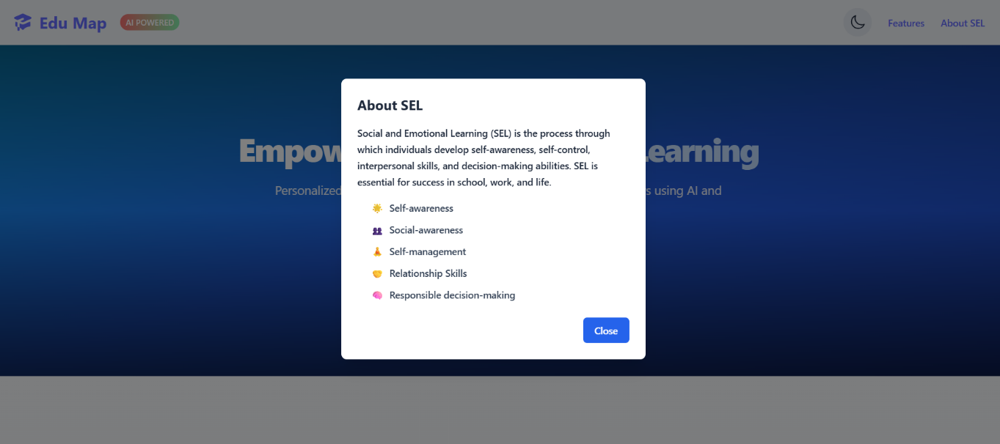 Edu Map
AI POWERED
Features
About SEL
About SEL
Social and Emotional Learning (SEL) is the process through
which individuals develop self-awareness, self-control,
interpersonal skills, and decision-making abilities. SEL is
essential for success in school, work, and life.
Empow
Learning
Personalized
using AI and
Self-awareness
Social-awareness
Self-management
Relationship Skills
Responsible decision-making
Close